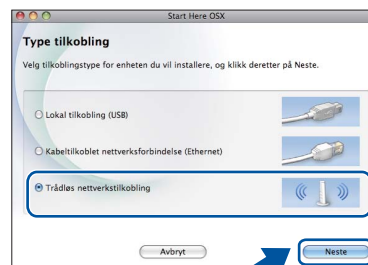 Start Here OSX
Type tilkobling
Velg tilkoblingstype for enheten du vil installere, og klikk deretter på Neste.
Lokal tilkobling (USB)
Kabeltilkoblet nettverksforbindelse (Ethernet)
Trådløs nettverkstilkobling
Avbryt
Neste